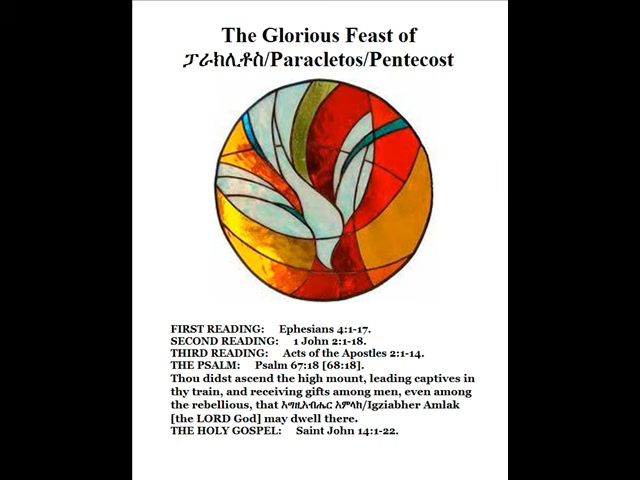 The Glorious Feast of
ፓራክሊቶስ/Paracletos/Pentecost
FIRST READING: Ephesians 4:1-17.
SECOND READING: 1 John 2:1-18.
THIRD READING: Acts of the Apostles 2:1-14.
THE PSALM: Psalm 67:18 [68:18].
Thou didst ascend the high mount, leading captives in
thy train, and receiving gifts among men, even among
the rebellious, that እግዚአብሔር አምላክ/Igziabher Amlak
[the LORD God] may dwell there.
THE HOLY GOSPEL: Saint John 14:1-22.